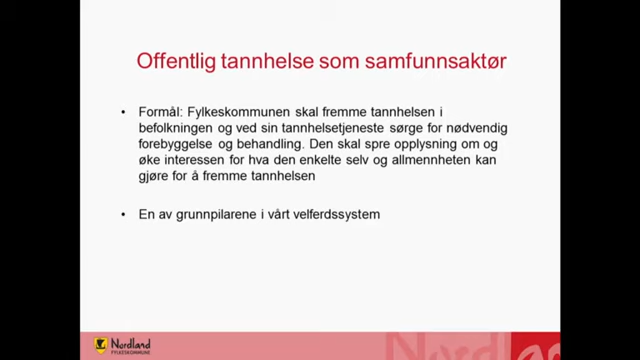 Offentlig tannhelse som samfunnsaktør
• Formål: Fylkeskommunen skal fremme tannhelsen i
befolkningen og ved sin tannhelsetjeneste sørge for nødvendig
forebyggelse og behandling. Den skal spre opplysning om og
øke interessen for hva den enkelte selv og allmennheten kan
gjøre for å fremme tannhelsen
• En av grunnpilarene i vårt velferdssystem
Nordland
FYLKESKOMMUNE